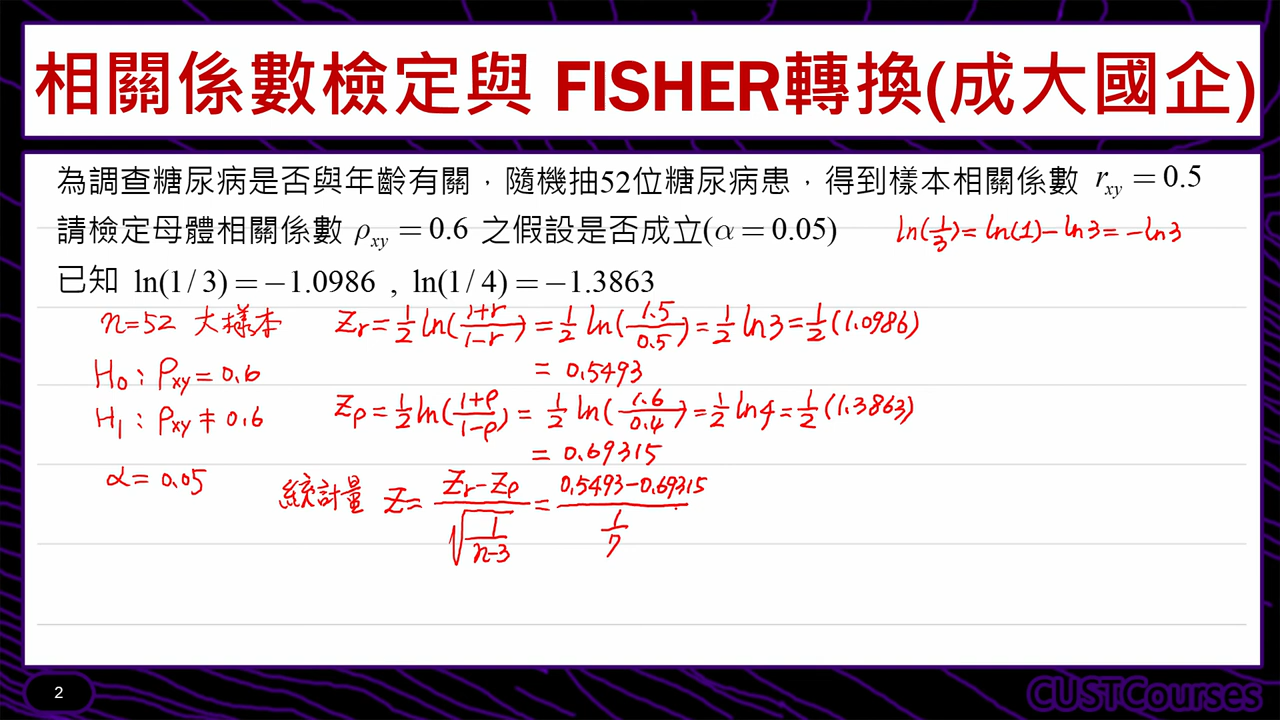 相關係數檢定與 FISHER轉換(成大國企)
為調查糖尿病是否與年齡有關，隨機抽52位糖尿病患，得到樣本相關係數 r_xy = 0.5
請檢定母體相關係數 ρ_xy = 0.6 之假設是否成立(α = 0.05)
ln(1/3) = ln(1) - ln3 = -ln3
已知 ln(1/3) = -1.0986 , ln(1/4) = -1.3863
n=52 大樣本
Zr = 1/2 ln((1+r)/(1-r)) = 1/2 ln(1.5/0.5) = 1/2 ln3 = 1/2 (1.0986)
= 0.5493
H0 : ρxy = 0.6
H1 : ρxy ≠ 0.6
Zρ = 1/2 ln((1+ρ)/(1-ρ)) = 1/2 ln(1.6/0.4) = 1/2 ln4 = 1/2 (1.3863)
= 0.69315
α = 0.05
統計量 Z = (Zr - Zρ)/√(1/(n-3)) = (0.5493-0.69315)/(1/7)
2
CUSTCourses